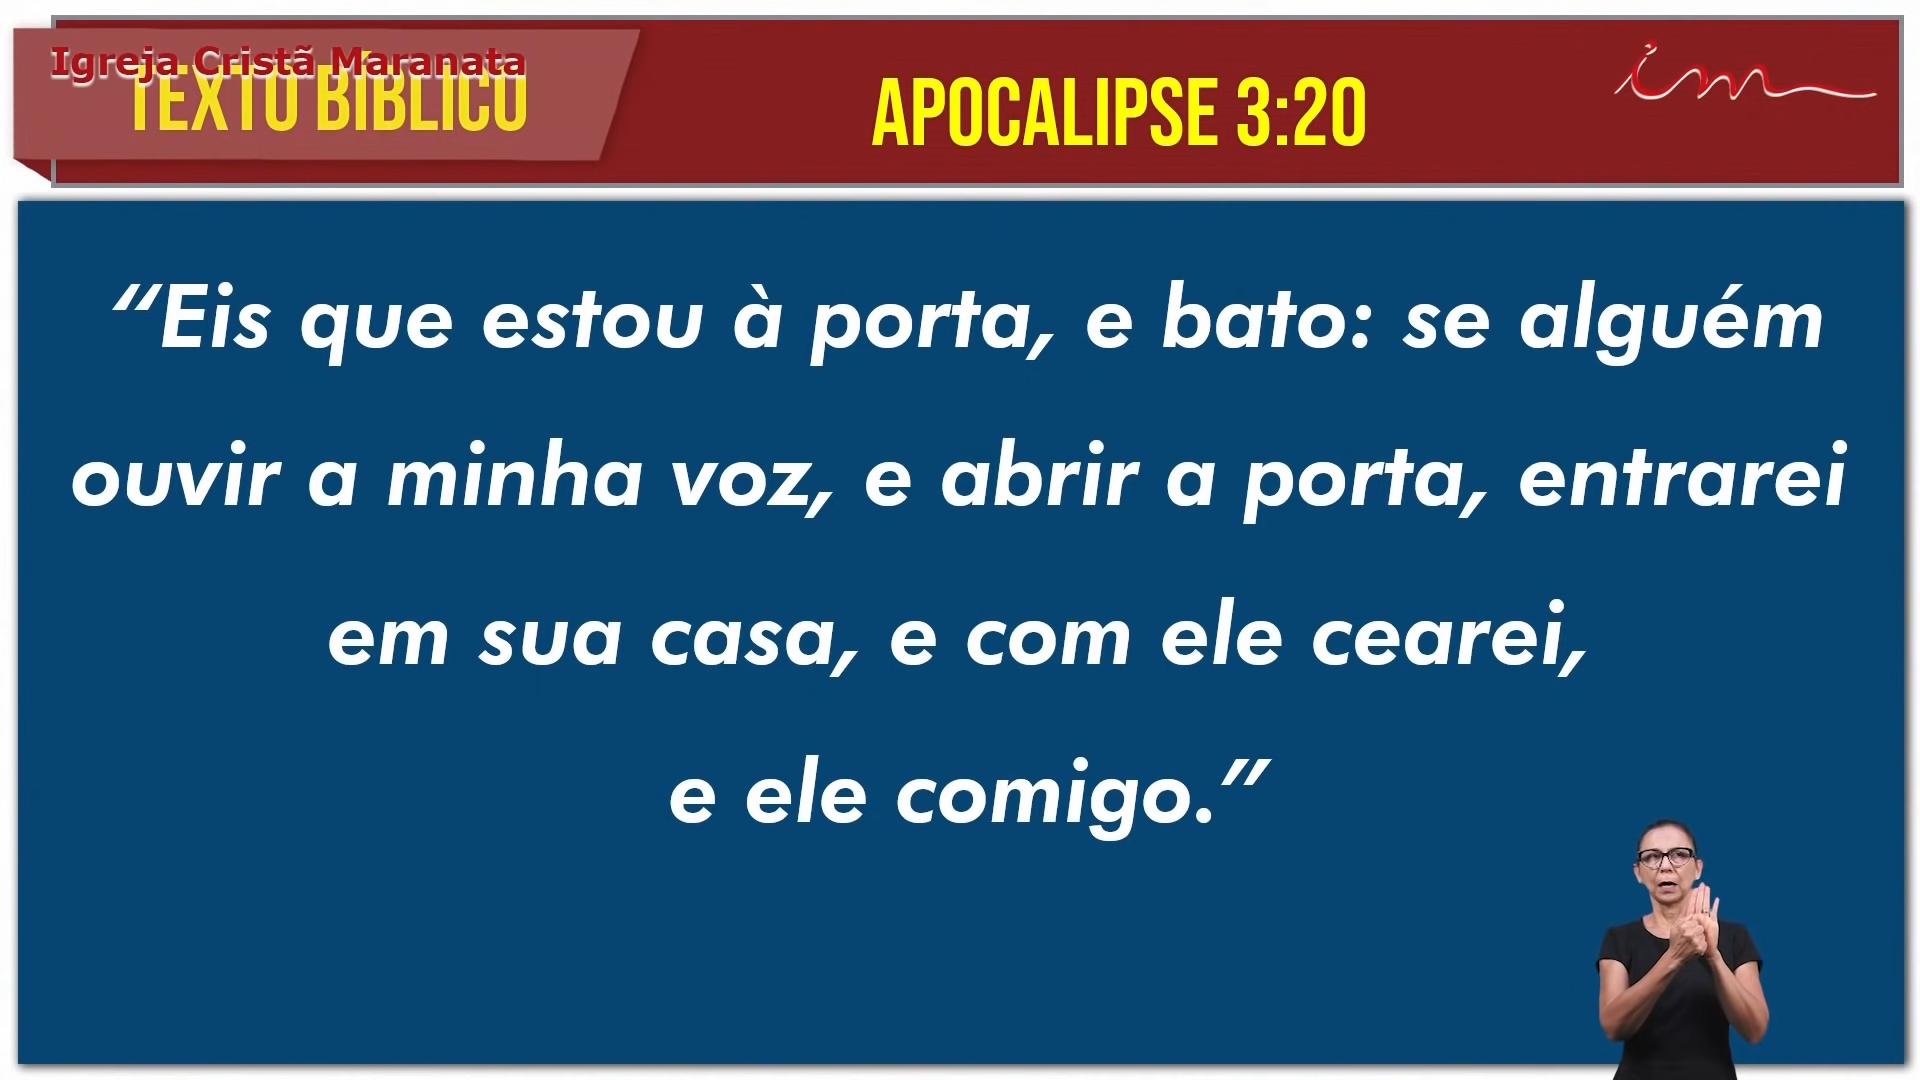 Igreja Cristã Maranata
TEXTO BÍBLICO
APOCALIPSE 3:20
im
“Eis que estou à porta, e bato: se alguém
ouvir a minha voz, e abrir a porta, entrarei
em sua casa, e com ele cearei,
e ele comigo.”